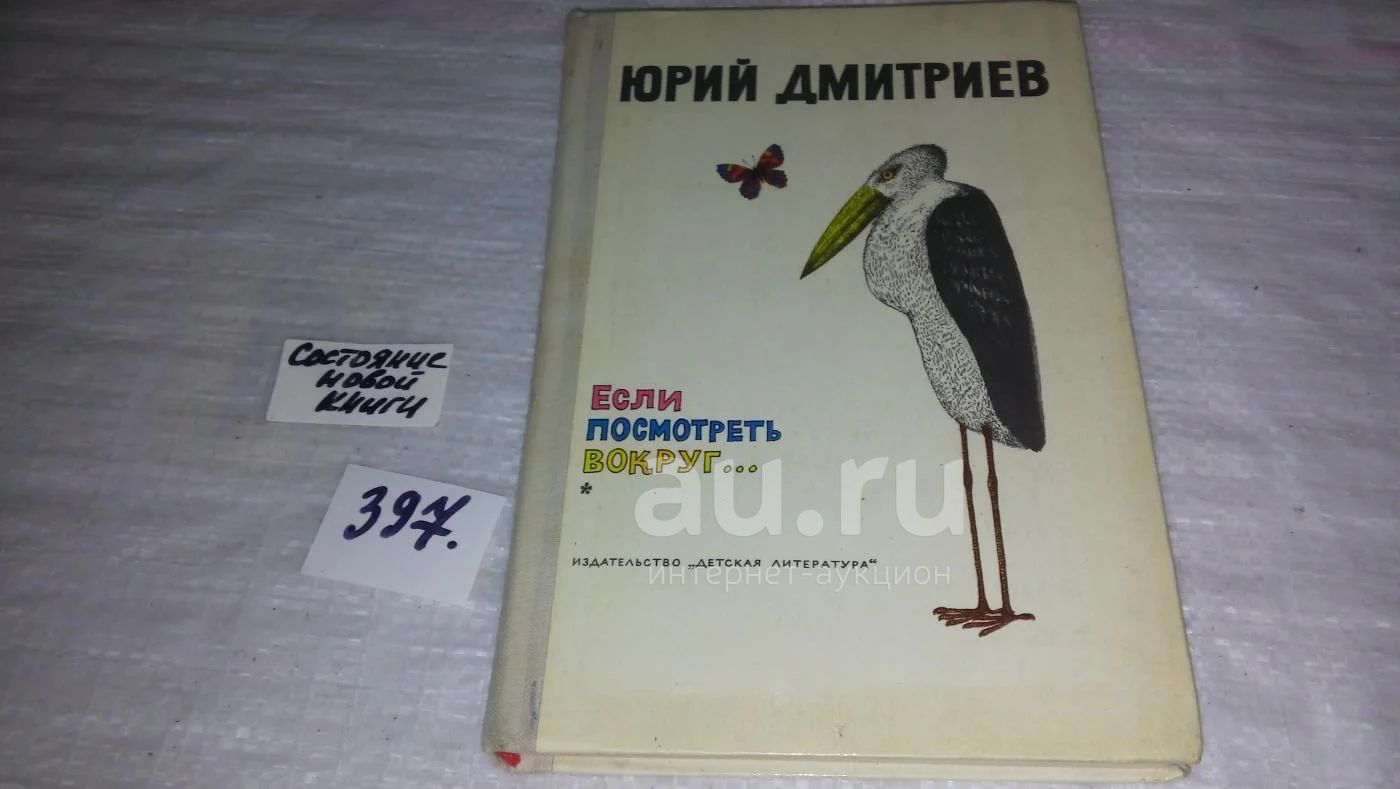 ЮРИЙ ДМИТРИЕВ
ЕСЛИ
ПОСМОТРЕТЬ
ВОКРУГ...
*
ИЗДАТЕЛЬСТВО „ДЕТСКАЯ ЛИТЕРАТУРА“
Состояние
новой
книги
397.
au.ru
интернет-аукцион